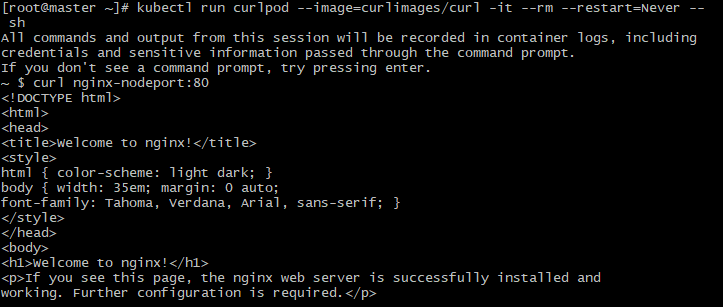 [root@master ~]# kubectl run curlpod --image=curlimages/curl -it --rm --restart=Never --
 sh
All commands and output from this session will be recorded in container logs, including
credentials and sensitive information passed through the command prompt.
If you don't see a command prompt, try pressing enter.
~ $ curl nginx-nodeport:80
<!DOCTYPE html>
<html>
<head>
<title>Welcome to nginx!</title>
<style>
html { color-scheme: light dark; }
body { width: 35em; margin: 0 auto;
font-family: Tahoma, Verdana, Arial, sans-serif; }
</style>
</head>
<body>
<h1>Welcome to nginx!</h1>
<p>If you see this page, the nginx web server is successfully installed and
working. Further configuration is required.</p>